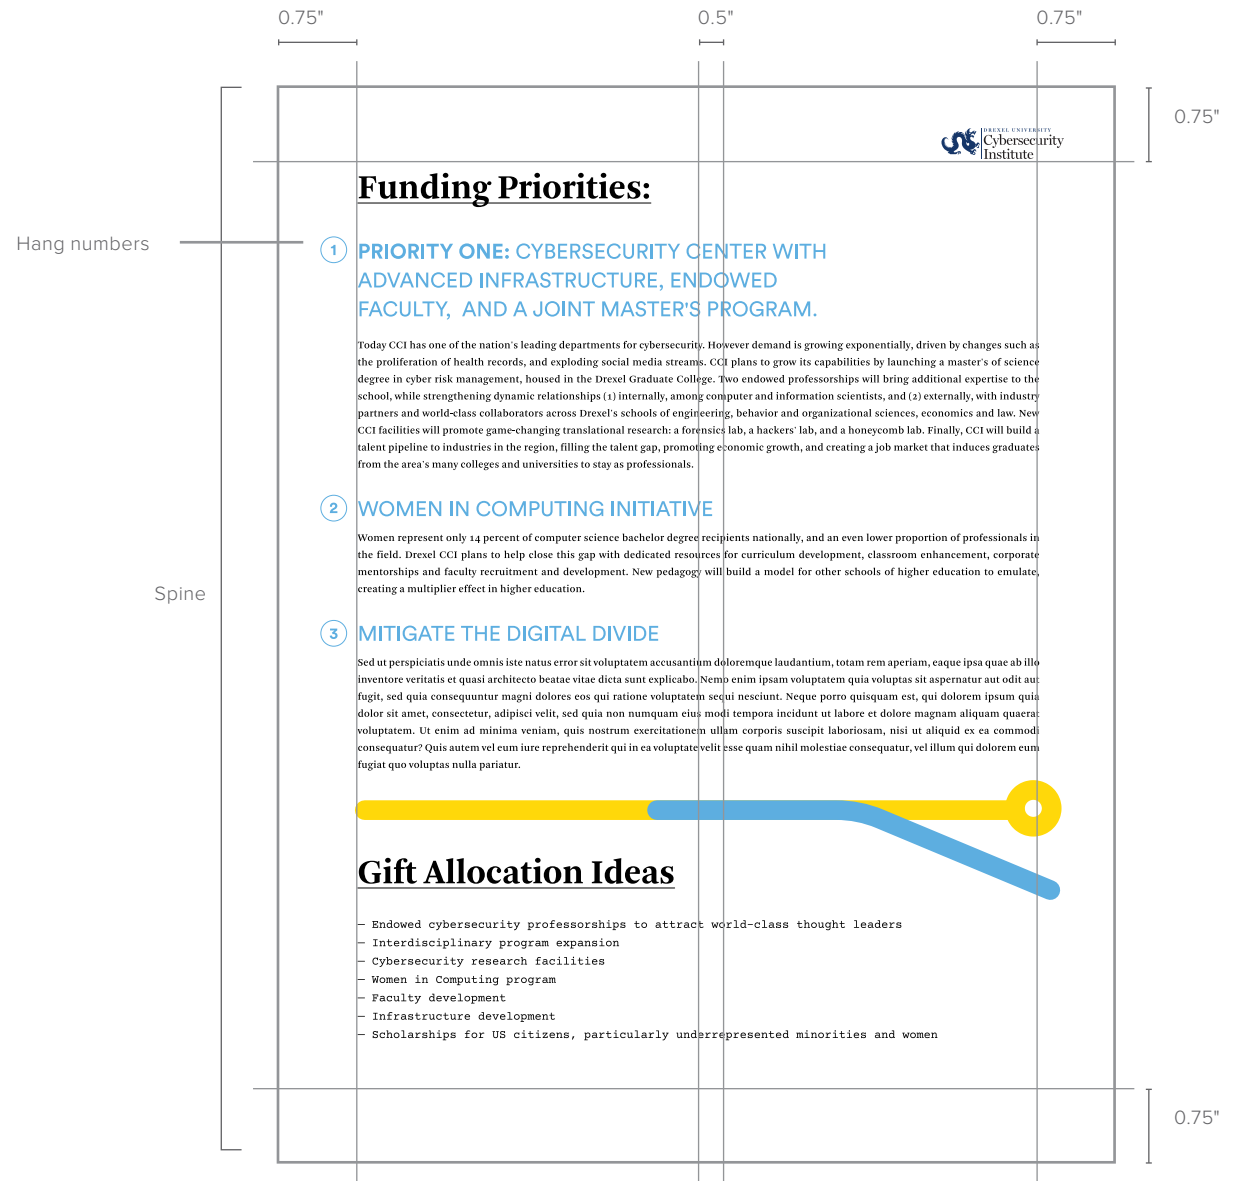 0.75"
0.5"
0.75"
0.75"
DREXEL UNIVERSITY
Cybersecurity
Institute
Funding Priorities:
Hang numbers
1 PRIORITY ONE: CYBERSECURITY CENTER WITH
ADVANCED INFRASTRUCTURE, ENDOWED
FACULTY,  AND A JOINT MASTER'S PROGRAM.
Today CCI has one of the nation's leading departments for cybersecurity. However demand is growing exponentially, driven by changes such as
the proliferation of health records, and exploding social media streams. CCI plans to grow its capabilities by launching a master's of science
degree in cyber risk management, housed in the Drexel Graduate College. Two endowed professorships will bring additional expertise to the
school, while strengthening dynamic relationships (1) internally, among computer and information scientists, and (2) externally, with industry
partners and world-class collaborators across Drexel's schools of engineering, behavior and organizational sciences, economics and law. New
CCI facilities will promote game-changing translational research: a forensics lab, a hackers' lab, and a honeycomb lab. Finally, CCI will build a
talent pipeline to industries in the region, filling the talent gap, promoting economic growth, and creating a job market that induces graduates
from the area's many colleges and universities to stay as professionals.
2 WOMEN IN COMPUTING INITIATIVE
Women represent only 14 percent of computer science bachelor degree recipients nationally, and an even lower proportion of professionals in
the field. Drexel CCI plans to help close this gap with dedicated resources for curriculum development, classroom enhancement, corporate
mentorships and faculty recruitment and development. New pedagogy will build a model for other schools of higher education to emulate,
creating a multiplier effect in higher education.
Spine
3 MITIGATE THE DIGITAL DIVIDE
Sed ut perspiciatis unde omnis iste natus error sit voluptatem accusantium doloremque laudantium, totam rem aperiam, eaque ipsa quae ab illo
inventore veritatis et quasi architecto beatae vitae dicta sunt explicabo. Nemo enim ipsam voluptatem quia voluptas sit aspernatur aut odit aut
fugit, sed quia consequuntur magni dolores eos qui ratione voluptatem sequi nesciunt. Neque porro quisquam est, qui dolorem ipsum quia
dolor sit amet, consectetur, adipisci velit, sed quia non numquam eius modi tempora incidunt ut labore et dolore magnam aliquam quaerat
voluptatem. Ut enim ad minima veniam, quis nostrum exercitationem ullam corporis suscipit laboriosam, nisi ut aliquid ex ea commodi
consequatur? Quis autem vel eum iure reprehenderit qui in ea voluptate velit esse quam nihil molestiae consequatur, vel illum qui dolorem eum
fugiat quo voluptas nulla pariatur.
Gift Allocation Ideas
– Endowed cybersecurity professorships to attract world-class thought leaders
– Interdisciplinary program expansion
– Cybersecurity research facilities
– Women in Computing program
– Faculty development
– Infrastructure development
– Scholarships for US citizens, particularly underrepresented minorities and women
0.75"